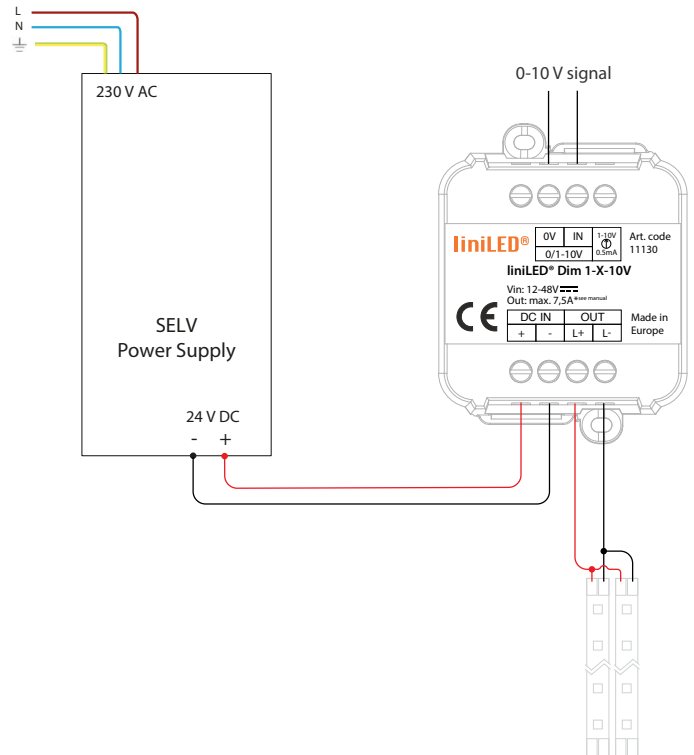 L
N
230 V AC
SELV
Power Supply
24 V DC
- +
0-10 V signal
liniLED®
0V IN 1-10V
0/1-10V 0.5mA
Art. code
11130
liniLED® Dim 1-X-10V
Vin: 12-48V
Out: max. 7,5A*see manual
CE
DC IN OUT
+ - L+ L-
Made in
Europe